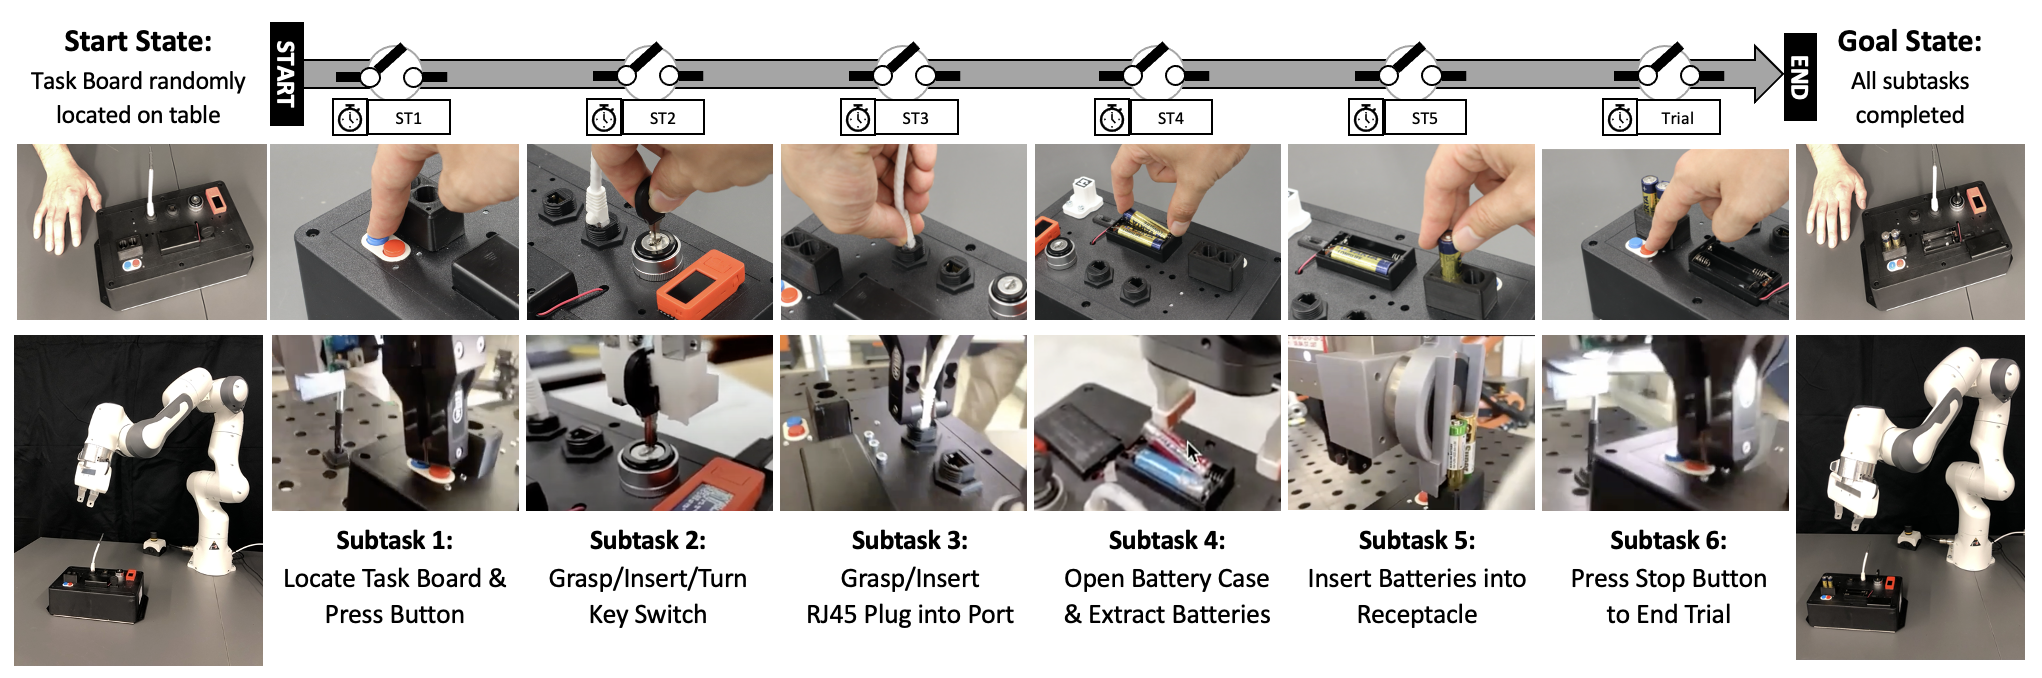 Start State:
Task Board randomly
located on table
START
ST1
ST2
ST3
ST4
ST5
Trial
END
Goal State:
All subtasks
completed
Subtask 1:
Locate Task Board &
Press Button
Subtask 2:
Grasp/Insert/Turn
Key Switch
Subtask 3:
Grasp/Insert
RJ45 Plug into Port
Subtask 4:
Open Battery Case
& Extract Batteries
Subtask 5:
Insert Batteries into
Receptacle
Subtask 6:
Press Stop Button
to End Trial